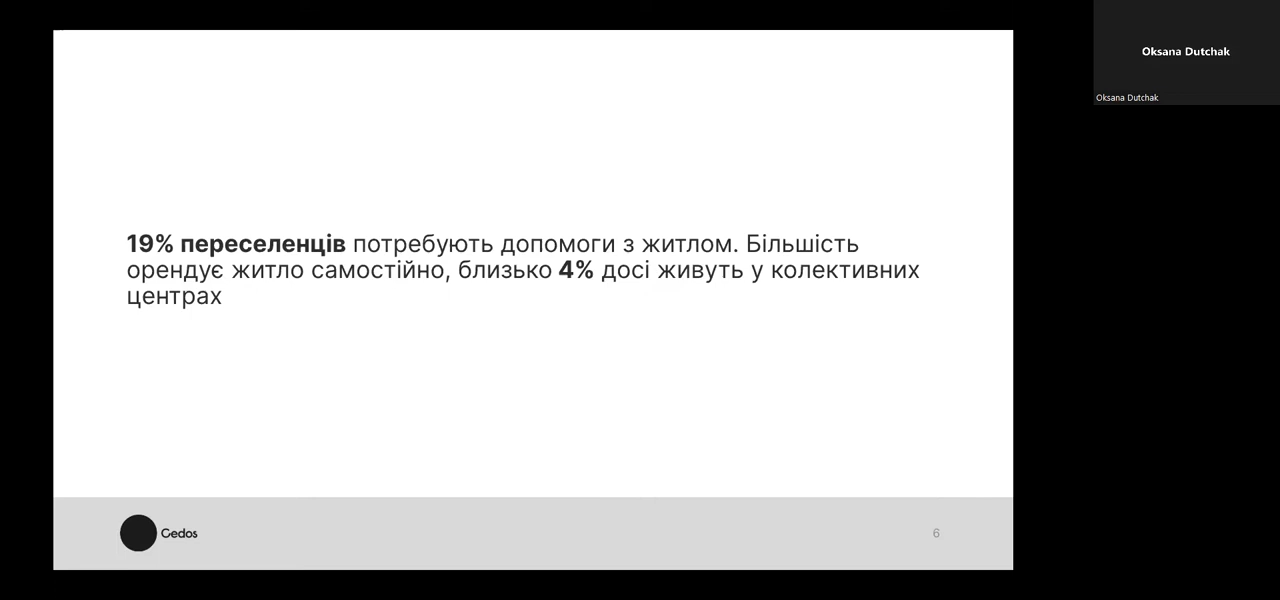 Oksana Dutchak
Oksana Dutchak
19% переселенців потребують допомоги з житлом. Більшість
орендує житло самостійно, близько 4% досі живуть у колективних
центрах
Cedos
6